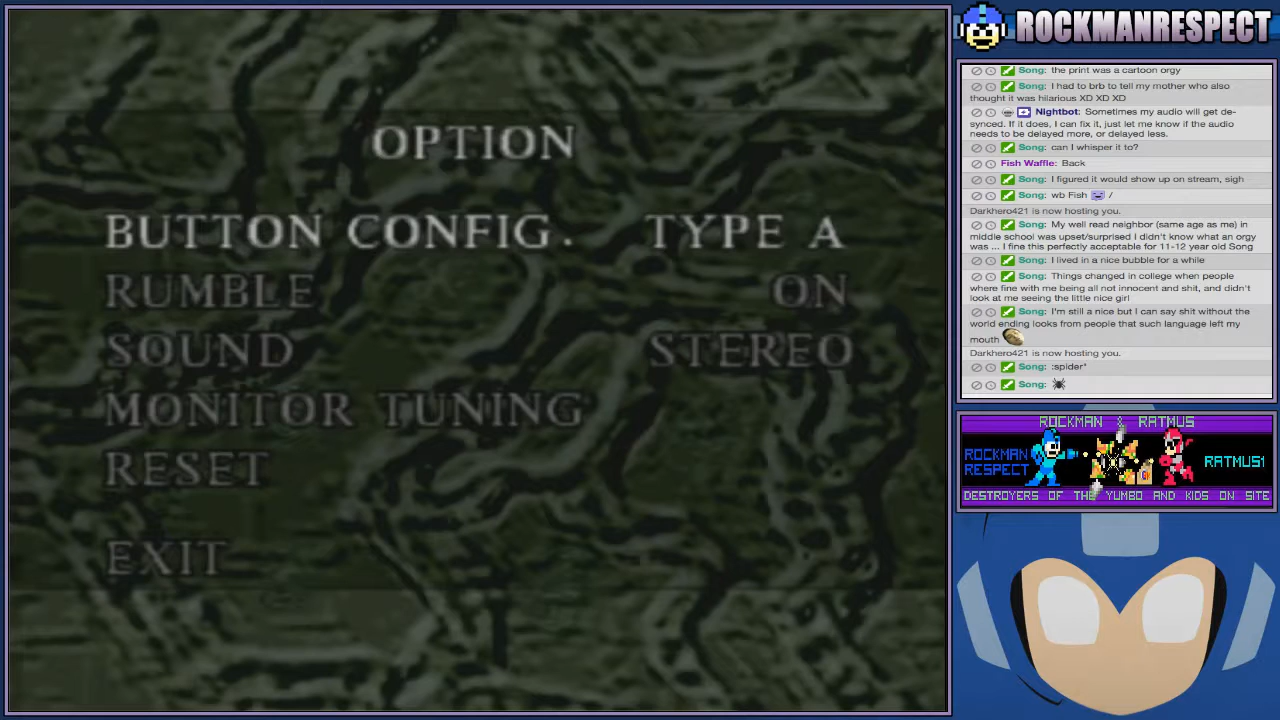 OPTION
BUTTON CONFIG. TYPE A
RUMBLE ON
SOUND STEREO
MONITOR TUNING
RESET
EXIT
ROCKMANRESPECT
Song: the print was a cartoon orgy
Song: I had to brb to tell my mother who also
thought it was hilarious XD XD XD
Nightbot: Sometimes my audio will get de-
synced. If it does, I can fix it, just let me know if the audio
needs to be delayed more, or delayed less.
Song: can I whisper it to?
Fish Waffle: Back
Song: I figured it would show up on stream, sigh
Song: wb Fish /
Darkhero421 is now hosting you.
Song: My well read neighbor (same age as me) in
middle school was upset/surprised I didn't know what an orgy
was ... I fine this perfectly acceptable for 11-12 year old Song
Song: I lived in a nice bubble for a while
Song: Things changed in college when people
where fine with me being all not innocent and shit, and didn't
look at me seeing the little nice girl
Song: I'm still a nice but I can say shit without the
world ending looks from people that such language left my
mouth
Darkhero421 is now hosting you.
Song: :spider*
Song:
ROCKMAN & RATMUS
ROCKMAN
RESPECT
RATMUS1
DESTROYERS OF THE YUMBO AND KIDS ON SITE